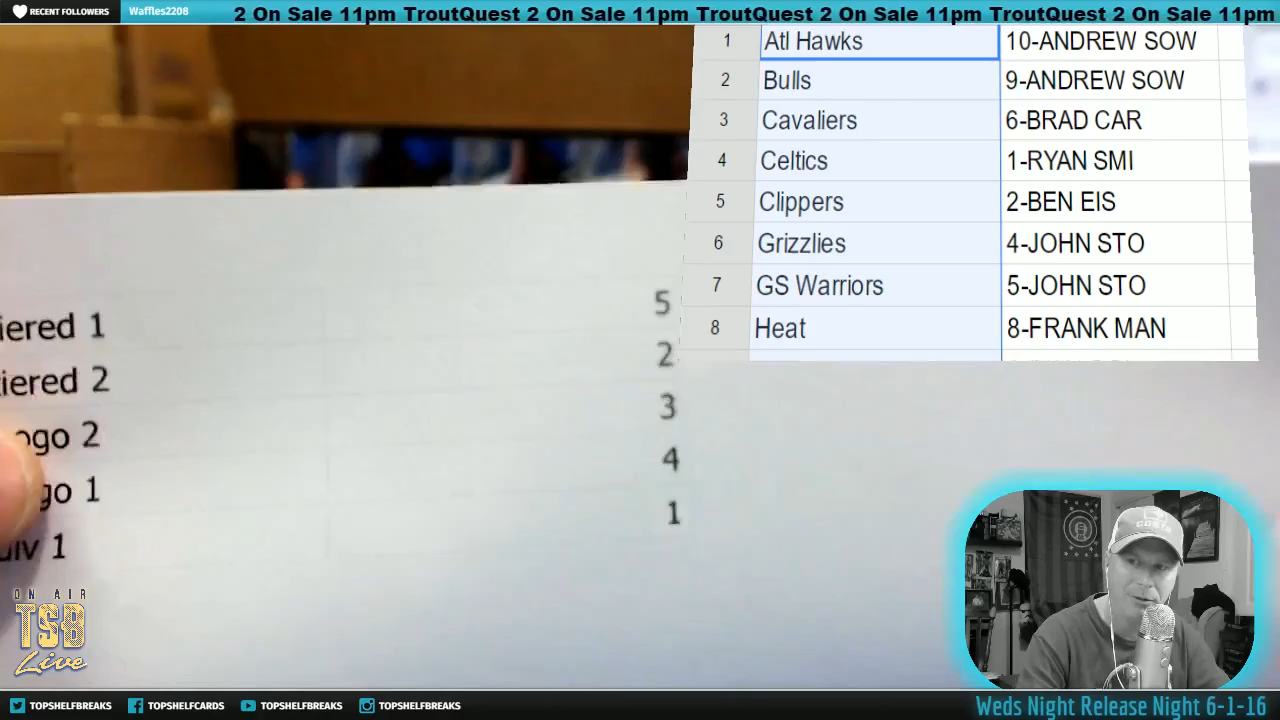 RECENT FOLLOWERS Waffles2208 2 On Sale 11pm TroutQuest 2 On Sale 11pm TroutQuest 2 On Sale 11pm TroutQuest 2 On Sale 11pm
1 Atl Hawks 10-ANDREW SOW
2 Bulls 9-ANDREW SOW
3 Cavaliers 6-BRAD CAR
4 Celtics 1-RYAN SMI
5 Clippers 2-BEN EIS
6 Grizzlies 4-JOHN STO
7 GS Warriors 5-JOHN STO
8 Heat 8-FRANK MAN
iered 1 5
iered 2 2
ogo 2 3
go 1 4
div 1 1
COSTA
ON AIR
TSB
Live
TOPSHELFBREAKS TOPSHELFCARDS TOPSHELFBREAKS TOPSHELFBREAKS Weds Night Release Night 6-1-16